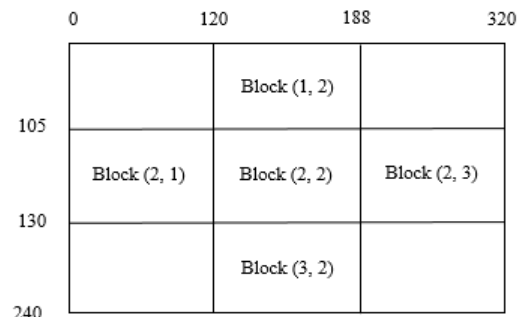 0 120 188 320
Block (1, 2)
105
Block (2, 1) Block (2, 2) Block (2, 3)
130
Block (3, 2)
240